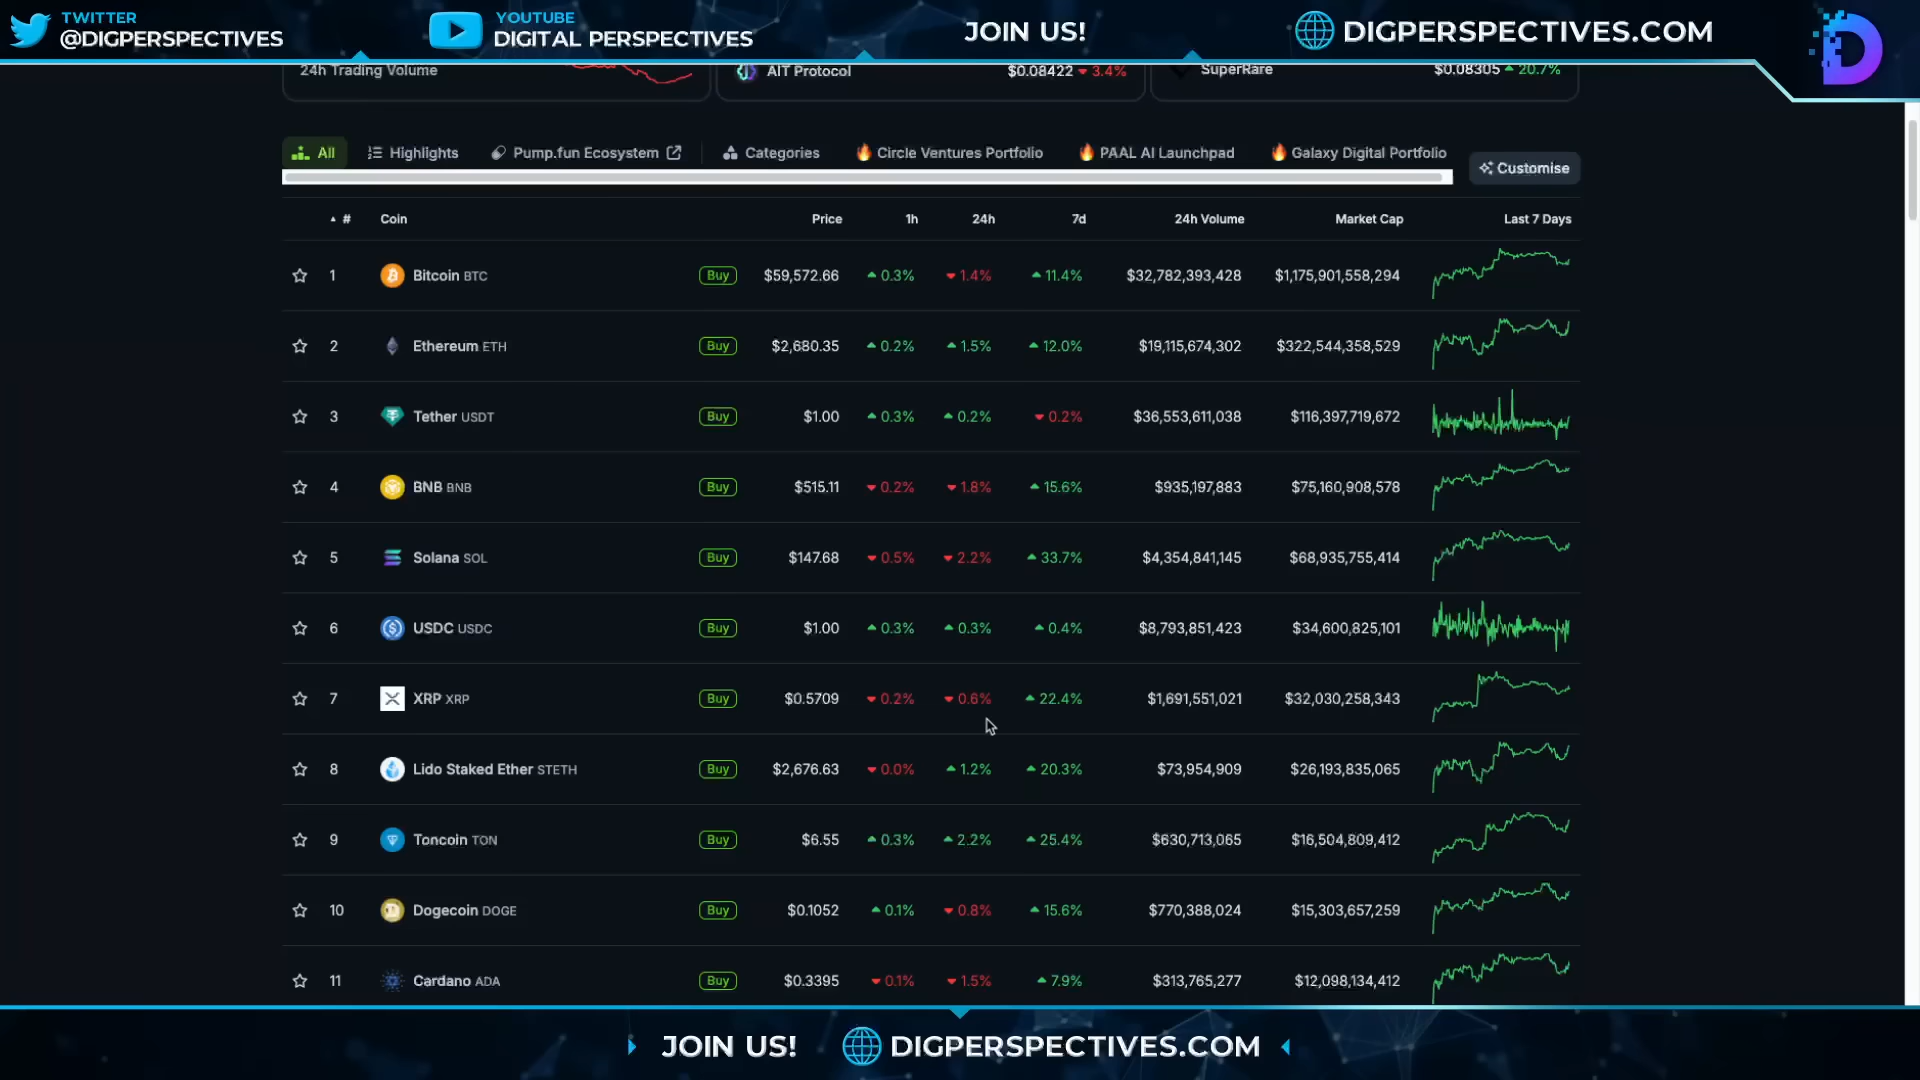 TWITTER
@DIGPERSPECTIVES
YOUTUBE
DIGITAL PERSPECTIVES
JOIN US!
DIGPERSPECTIVES.COM
24h Trading Volume
AIT Protocol $0.08422 3.4%
SuperRare $0.08305 20.7%
All Highlights Pump.fun Ecosystem Categories Circle Ventures Portfolio PAAL AI Launchpad Galaxy Digital Portfolio Customise
# Coin Price 1h 24h 7d 24h Volume Market Cap Last 7 Days
1 Bitcoin BTC Buy $59,572.66 0.3% 1.4% 11.4% $32,782,393,428 $1,175,901,558,294
2 Ethereum ETH Buy $2,680.35 0.2% 1.5% 12.0% $19,115,674,302 $322,544,358,529
3 Tether USDT Buy $1.00 0.3% 0.2% 0.2% $36,553,611,038 $116,397,719,672
4 BNB BNB Buy $515.11 0.2% 1.8% 15.6% $935,197,883 $75,160,908,578
5 Solana SOL Buy $147.68 0.5% 2.2% 33.7% $4,354,841,145 $68,935,755,414
6 USDC USDC Buy $1.00 0.3% 0.3% 0.4% $8,793,851,423 $34,600,825,101
7 XRP XRP Buy $0.5709 0.2% 0.6% 22.4% $1,691,551,021 $32,030,258,343
8 Lido Staked Ether STETH Buy $2,676.63 0.0% 1.2% 20.3% $73,954,909 $26,193,835,065
9 Toncoin TON Buy $6.55 0.3% 2.2% 25.4% $630,713,065 $16,504,809,412
10 Dogecoin DOGE Buy $0.1052 0.1% 0.8% 15.6% $770,388,024 $15,303,657,259
11 Cardano ADA Buy $0.3395 0.1% 1.5% 7.9% $313,765,277 $12,098,134,412
JOIN US! DIGPERSPECTIVES.COM